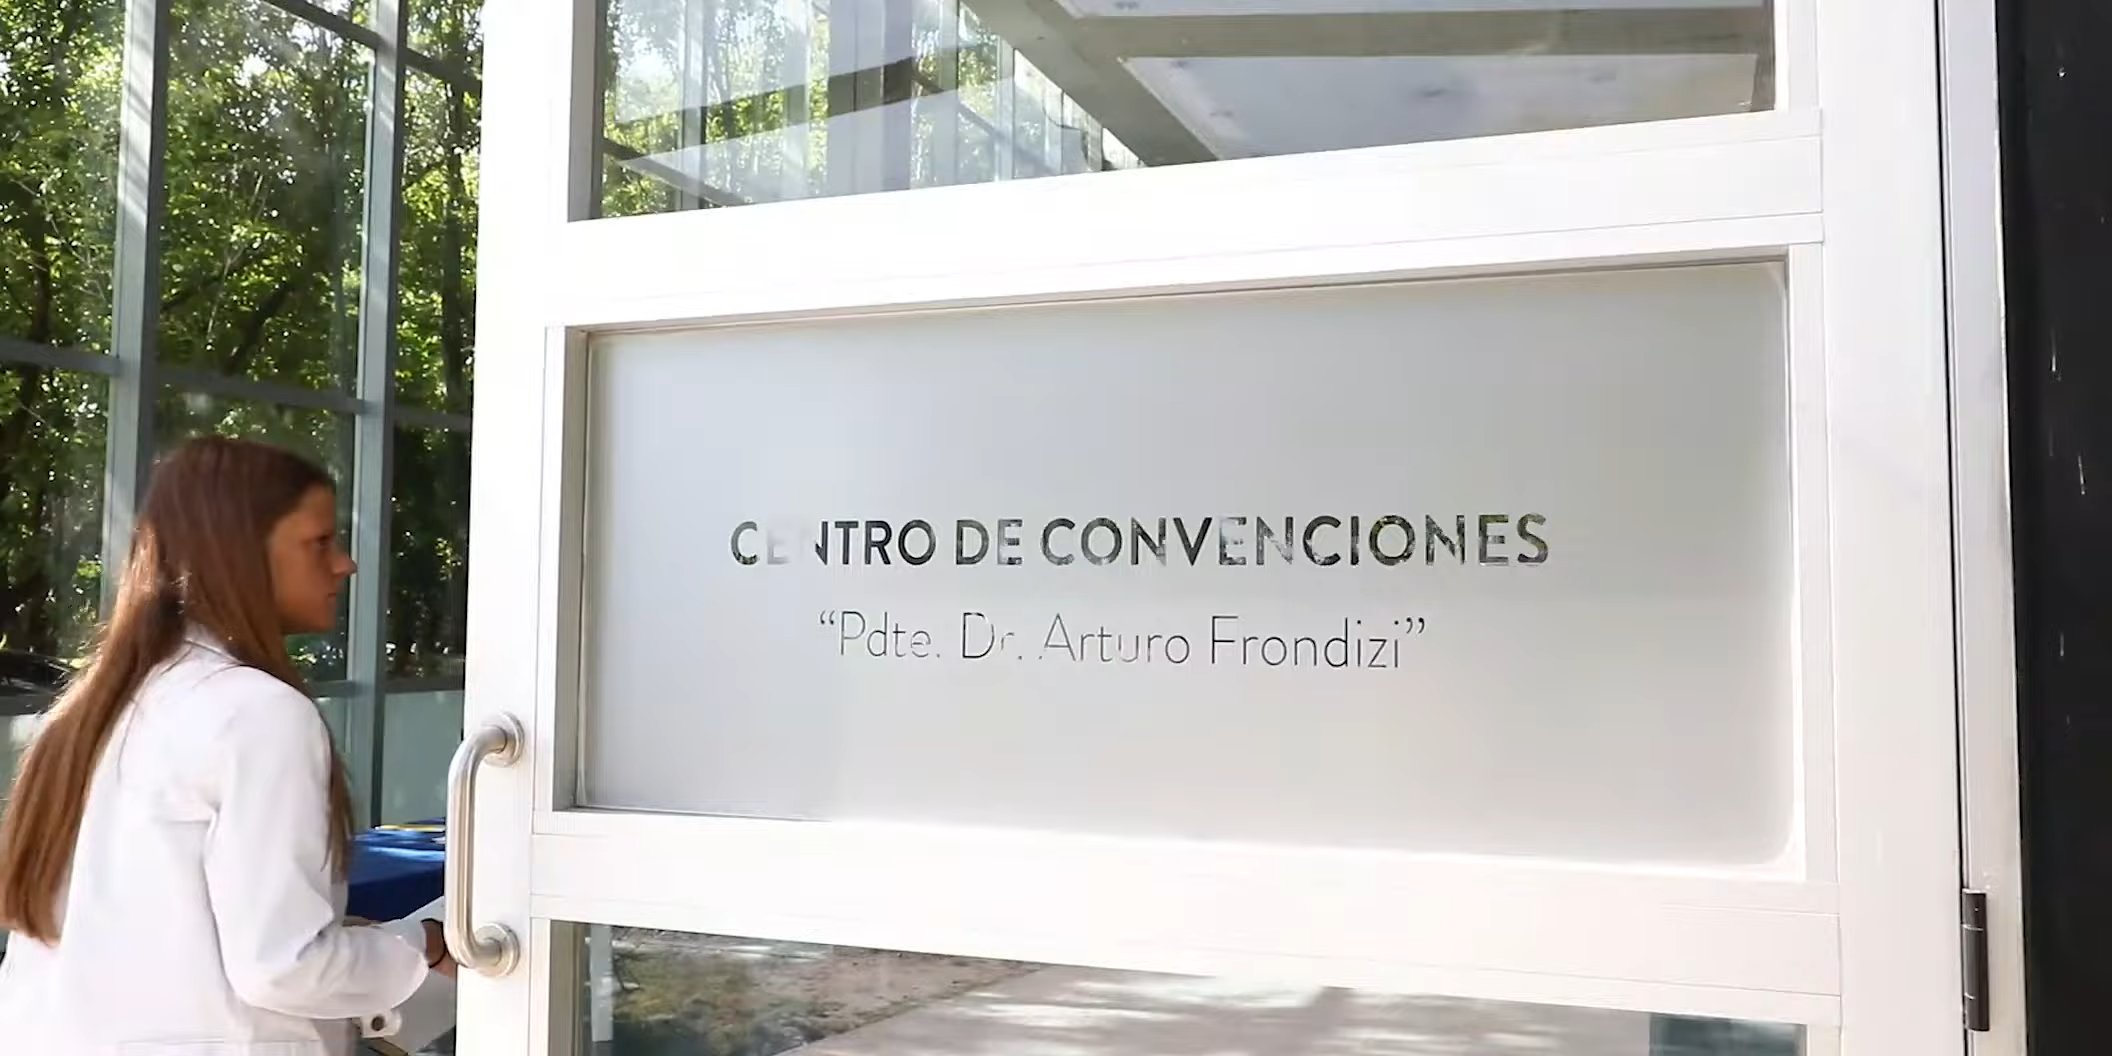 CENTRO DE CONVENCIONES
“Pdte. Dr. Arturo Frondizi”